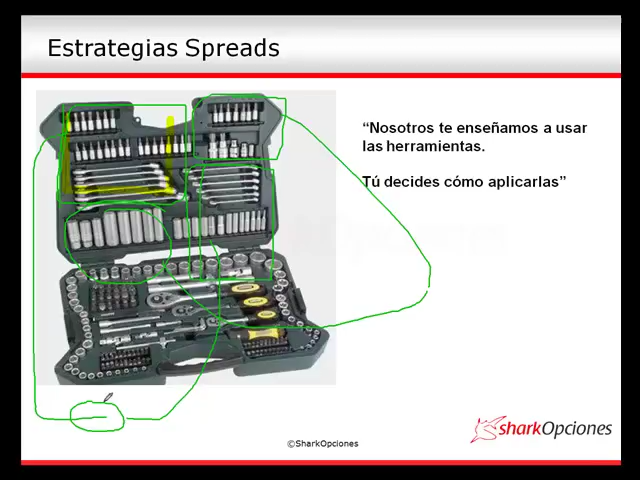 Estrategias Spreads
“Nosotros te enseñamos a usar
las herramientas.
Tú decides cómo aplicarlas”
sharkOpciones
©SharkOpciones